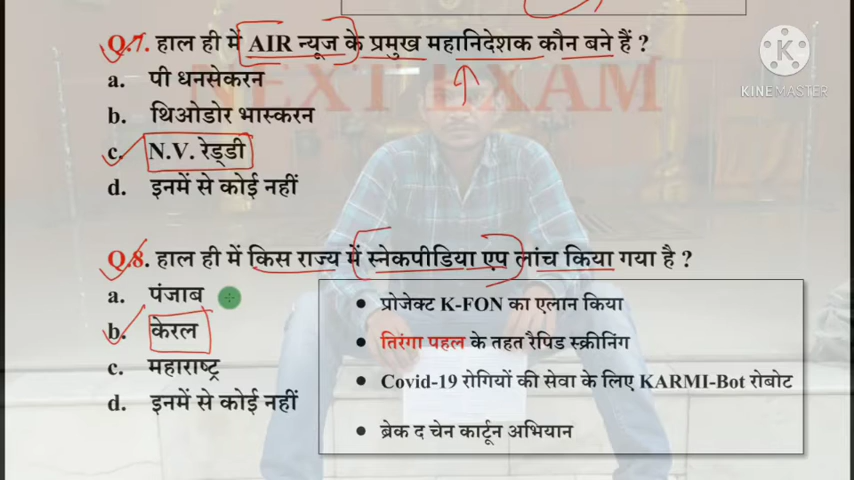 Q.7. हाल ही में AIR न्यूज के प्रमुख महानिदेशक कौन बने हैं ?
a. पी धनसेकरन
b. थिओडोर भास्करन
c. N.V. रेड्डी
d. इनमें से कोई नहीं
NEXT EXAM
K
KINEMASTER
Q.8. हाल ही में किस राज्य में स्नेकपीडिया एप लांच किया गया है ?
a. पंजाब
b. केरल
c. महाराष्ट्र
d. इनमें से कोई नहीं
• प्रोजेक्ट K-FON का एलान किया
• तिरंगा पहल के तहत रैपिड स्क्रीनिंग
• Covid-19 रोगियों की सेवा के लिए KARMI-Bot रोबोट
• ब्रेक द चेन कार्टून अभियान